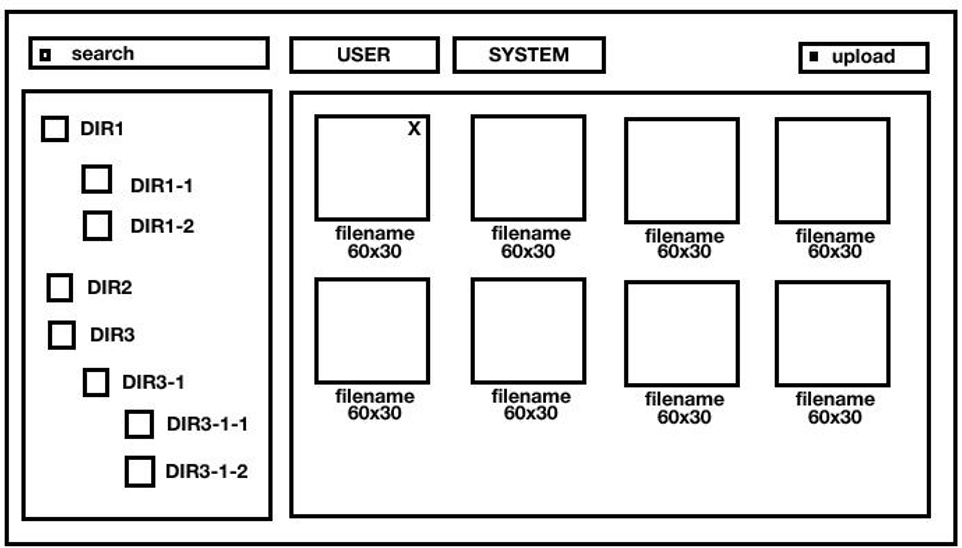 search
USER
SYSTEM
upload
DIR1
DIR1-1
DIR1-2
DIR2
DIR3
DIR3-1
DIR3-1-1
DIR3-1-2
X
filename
60x30
filename
60x30
filename
60x30
filename
60x30
filename
60x30
filename
60x30
filename
60x30
filename
60x30